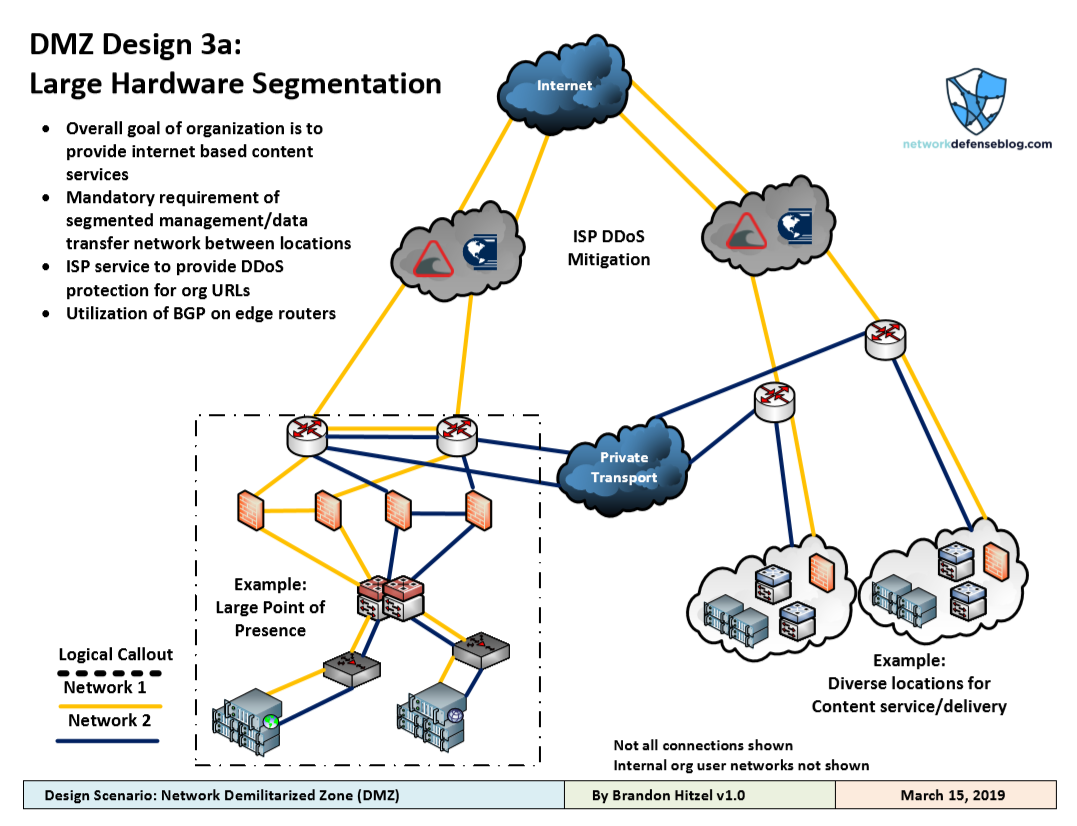 DMZ Design 3a:
Large Hardware Segmentation
• Overall goal of organization is to
provide internet based content
services
• Mandatory requirement of
segmented management/data
transfer network between locations
• ISP service to provide DDoS
protection for org URLs
• Utilization of BGP on edge routers
Internet
networkdefenseblog.com
ISP DDoS
Mitigation
Private
Transport
Example:
Large Point of
Presence
Logical Callout
Network 1
Network 2
Example:
Diverse locations for
Content service/delivery
Not all connections shown
Internal org user networks not shown
Design Scenario: Network Demilitarized Zone (DMZ)
By Brandon Hitzel v1.0
March 15, 2019